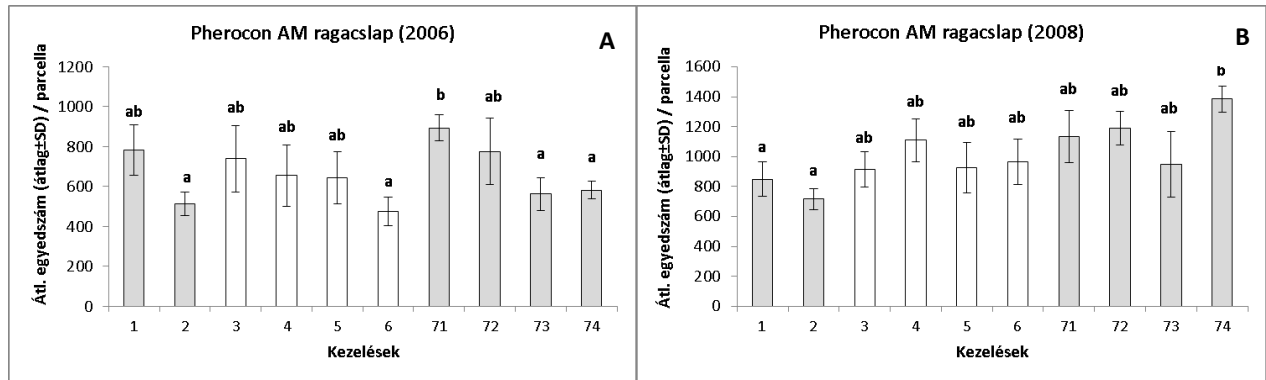 Pherocon AM ragacslap (2006)
A
Átl. egyedszám (átlag±SD) / parcella
1200
1000
800
600
400
200
0
ab
a
ab
ab
ab
a
b
ab
a
a
1 2 3 4 5 6 71 72 73 74
Kezelések
Pherocon AM ragacslap (2008)
B
Átl. egyedszám (átlag±SD) / parcella
1600
1400
1200
1000
800
600
400
200
0
a
a
ab
ab
ab
ab
ab
ab
ab
b
1 2 3 4 5 6 71 72 73 74
Kezelések